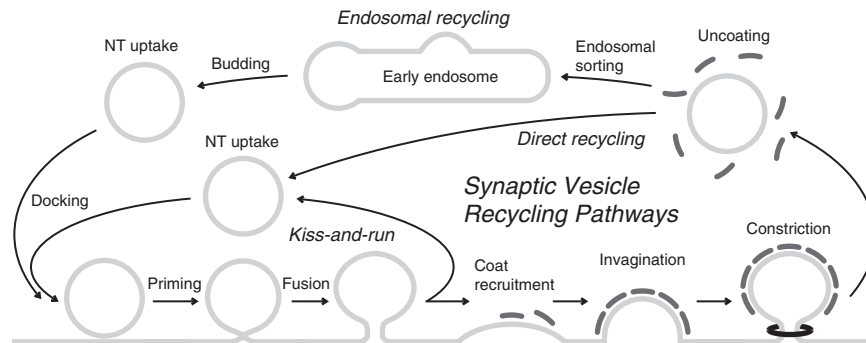 Endosomal recycling
NT uptake
Budding
Early endosome
Endosomal
sorting
Uncoating
NT uptake
Direct recycling
Docking
Synaptic Vesicle
Recycling Pathways
Kiss-and-run
Priming
Fusion
Coat
recruitment
Invagination
Constriction